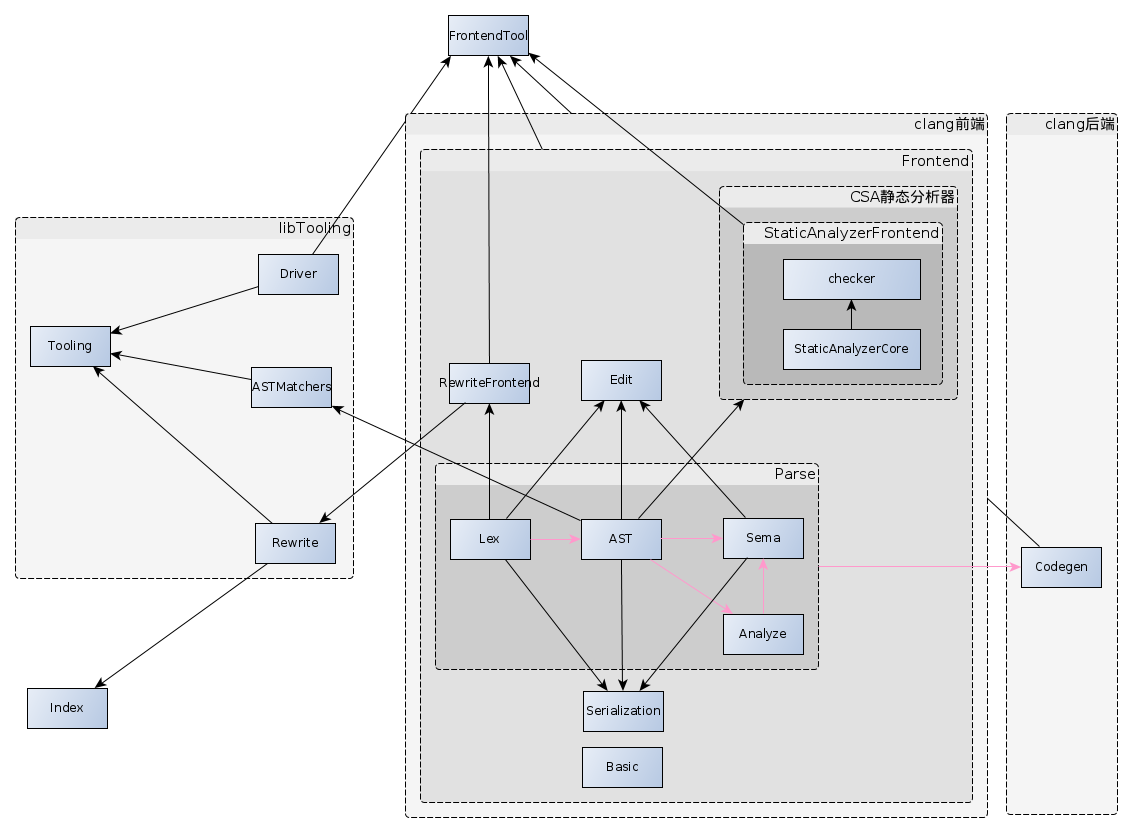 FrontendTool
clang前端
clang后端
Frontend
CSA静态分析器
libTooling
StaticAnalyzerFrontend
Driver
checker
Tooling
StaticAnalyzerCore
RewriteFrontend
Edit
ASTMatchers
Parse
Lex
AST
Sema
Rewrite
Codegen
Analyze
Index
Serialization
Basic